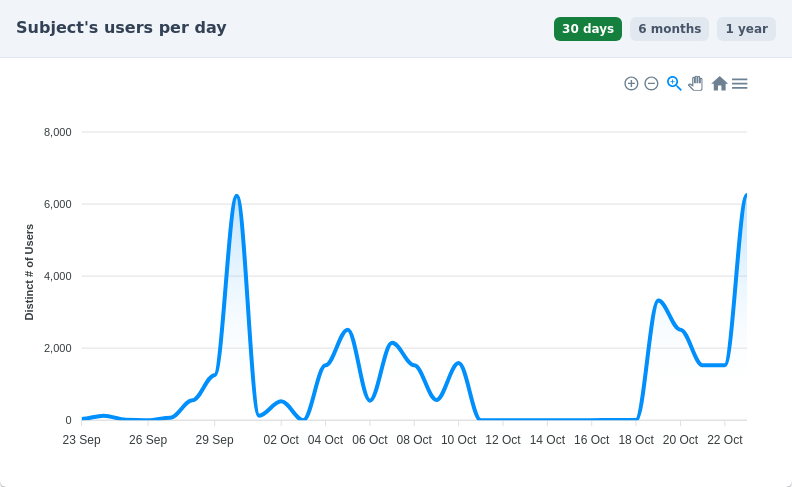 Subject's users per day
30 days
6 months
1 year
8,000
6,000
4,000
2,000
0
Distinct # of Users
23 Sep 26 Sep 29 Sep 02 Oct 04 Oct 06 Oct 08 Oct 10 Oct 12 Oct 14 Oct 16 Oct 18 Oct 20 Oct 22 Oct